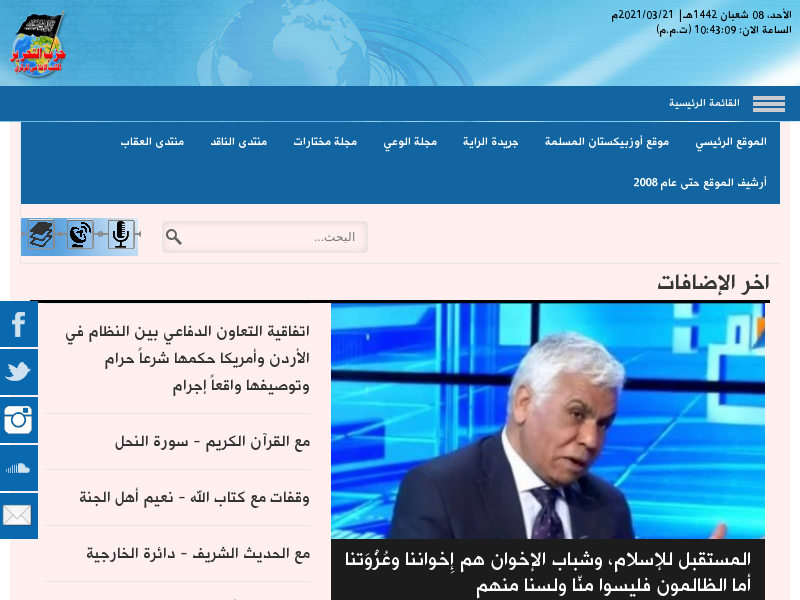 الأحد، 08 شعبان 1442هـ| 2021/03/21م
الساعة الان: 10:43:09 (ت.م.م)
حزب التحرير
القائمة الرئيسية
الموقع الرئيسي موقع أوزبيكستان المسلمة جريدة الراية مجلة الوعي مجلة مختارات منتدى الناقد منتدى العقاب
أرشيف الموقع حتى عام 2008
البحث...
اخر الإضافات
اتفاقية التعاون الدفاعي بين النظام في
الأردن وأمريكا حكمها شرعاً حرام
وتوصيفها واقعاً إجرام
مع القرآن الكريم - سورة النحل
وقفات مع كتاب الله - نعيم أهل الجنة
مع الحديث الشريف - دائرة الخارجية
المستقبل للإسلام، وشباب الإخوان هم إِخواننا وعُزْوَتنا
أما الظالمون فليسوا منّا ولسنا منهم